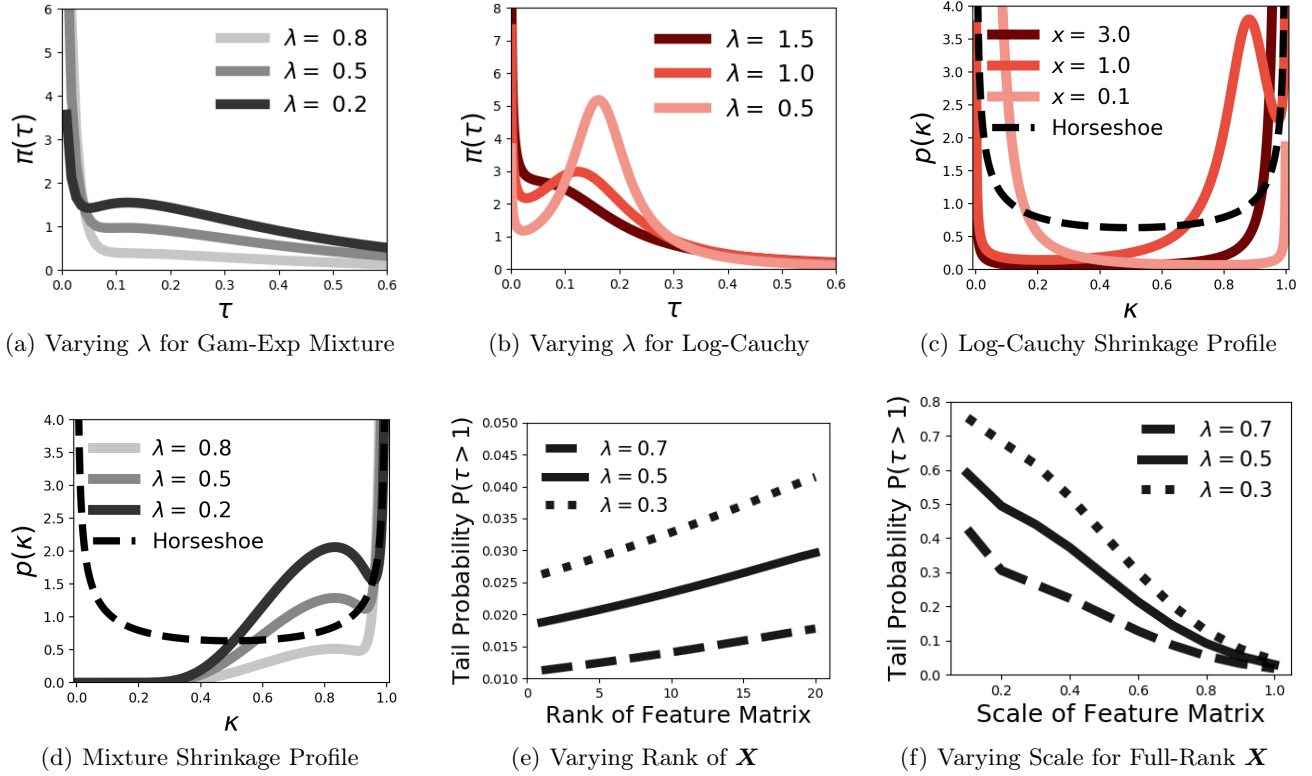 6
5
4
3
2
1
0
0.0 0.1 0.2 0.3 0.4 0.5 0.6
π(τ)
τ
λ = 0.8
λ = 0.5
λ = 0.2
(a) Varying λ for Gam-Exp Mixture
8
7
6
5
4
3
2
1
0
0.0 0.1 0.2 0.3 0.4 0.5 0.6
π(τ)
τ
λ = 1.5
λ = 1.0
λ = 0.5
(b) Varying λ for Log-Cauchy
4.0
3.5
3.0
2.5
2.0
1.5
1.0
0.5
0.0
0.0 0.2 0.4 0.6 0.8 1.0
p(κ)
κ
x = 3.0
x = 1.0
x = 0.1
Horseshoe
(c) Log-Cauchy Shrinkage Profile
4.0
3.5
3.0
2.5
2.0
1.5
1.0
0.5
0.0
0.0 0.2 0.4 0.6 0.8 1.0
p(κ)
κ
λ = 0.8
λ = 0.5
λ = 0.2
Horseshoe
(d) Mixture Shrinkage Profile
0.050
0.045
0.040
0.035
0.030
0.025
0.020
0.015
0.010
0 5 10 15 20
Tail Probability P(τ > 1)
Rank of Feature Matrix
λ = 0.7
λ = 0.5
λ = 0.3
(e) Varying Rank of X
0.8
0.7
0.6
0.5
0.4
0.3
0.2
0.1
0.0
0.2 0.4 0.6 0.8 1.0
Tail Probability P(τ > 1)
Scale of Feature Matrix
λ = 0.7
λ = 0.5
λ = 0.3
(f) Varying Scale for Full-Rank X